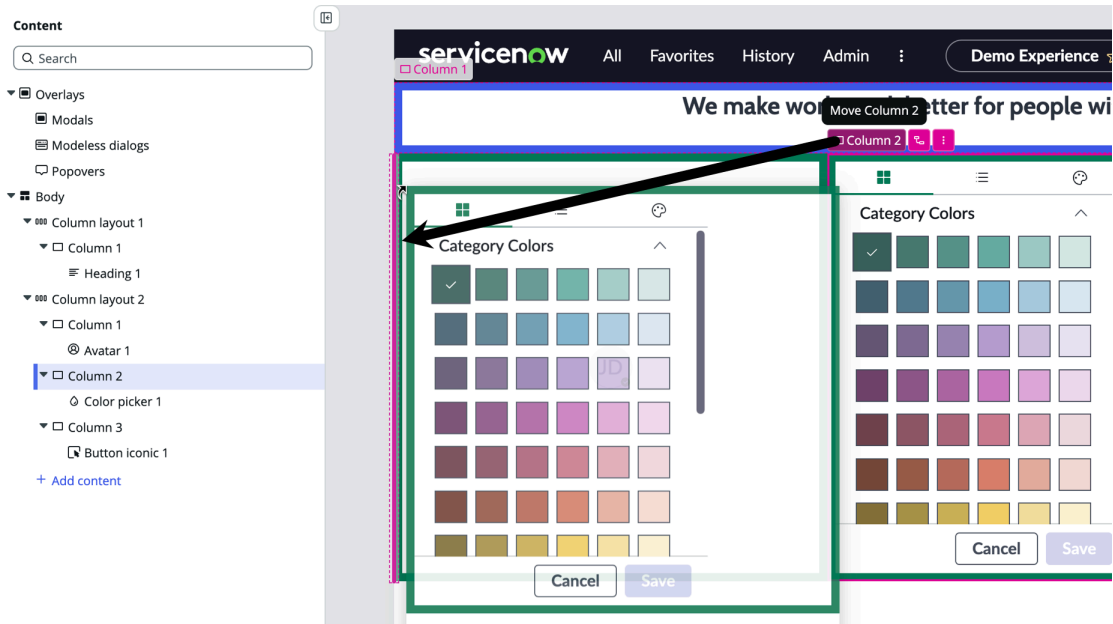 Content
Search
Overlays
Modals
Modeless dialogs
Popovers
Body
Column layout 1
Column 1
Heading 1
Column layout 2
Column 1
Avatar 1
Column 2
Color picker 1
Column 3
Button iconic 1
+ Add content
servicenow All Favorites History Admin Demo Experience
Column 1
We make wor etter for people wi
Move Column 2
Column 2
Category Colors
Category Colors
JD
Cancel Save
Cancel Save